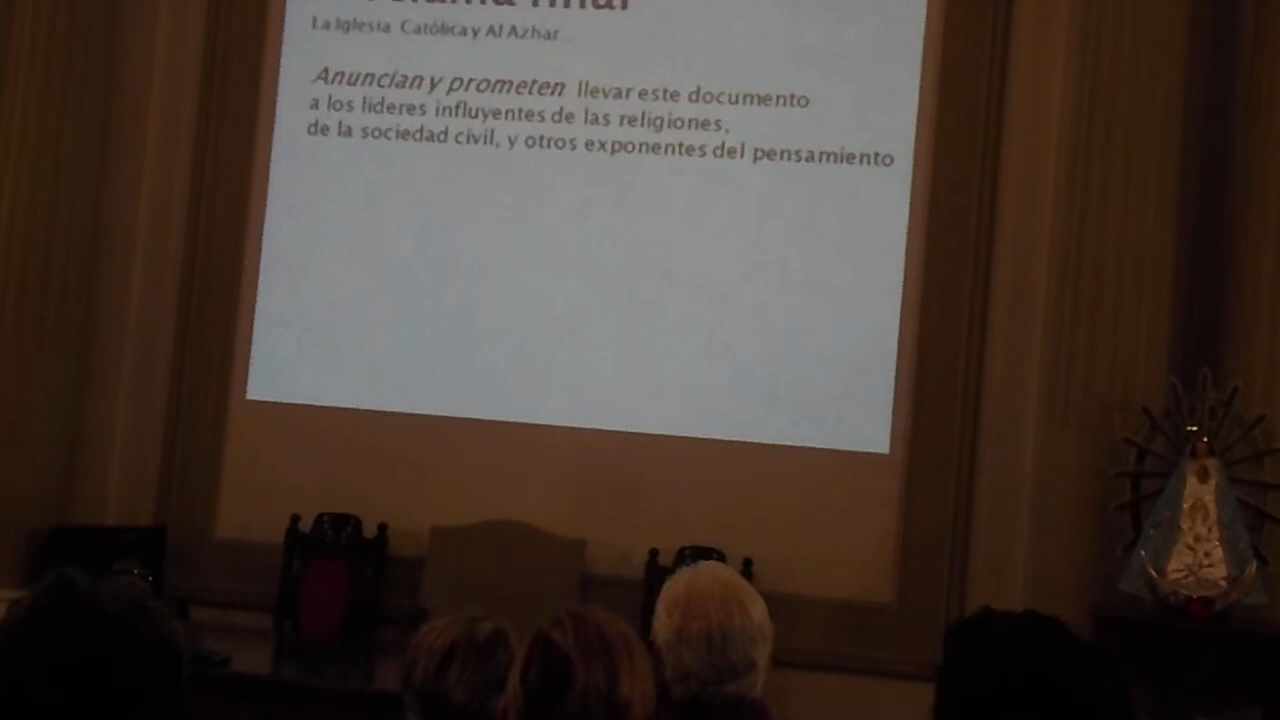 final
La Iglesia Católica y Al Azhar...
Anuncian y prometen llevar este documento
a los líderes influyentes de las religiones,
de la sociedad civil, y otros exponentes del pensamiento